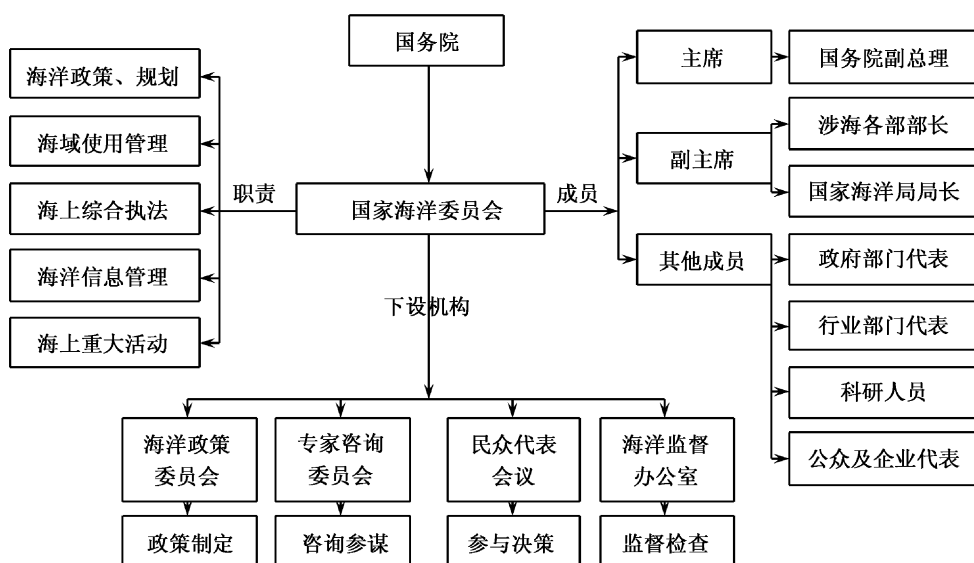 国务院
主席
国务院副总理
海洋政策、规划
涉海各部部长
海域使用管理
副主席
职责
成员
国家海洋局局长
海上综合执法
国家海洋委员会
其他成员
政府部门代表
海洋信息管理
下设机构
行业部门代表
海上重大活动
科研人员
海洋政策
委员会
专家咨询
委员会
民众代表
会议
海洋监督
办公室
公众及企业代表
政策制定
咨询参谋
参与决策
监督检查